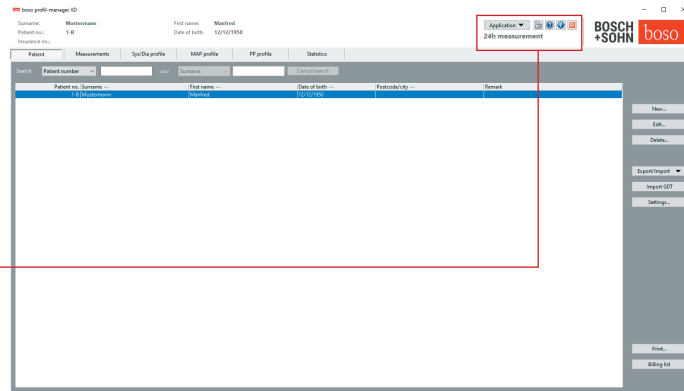 boso profil-manager XD
Surname: Mustermann First name: Manfred
Patient no.: 1-B Date of birth: 12/12/1950
Insurance no.:
Application
24h measurement
BOSCH
+SOHN
boso
Patient Measurements Sys/Dia profile MAP profile PP profile Statistics
Search Patient number and Surname Cancel search
Patient no. Surname --- First name --- Date of birth --- Postcode/city --- Remark
1-B Mustermann Manfred 12/12/1950
New...
Edit...
Delete...
Export/Import
Import GDT
Settings...
Print...
Billing list